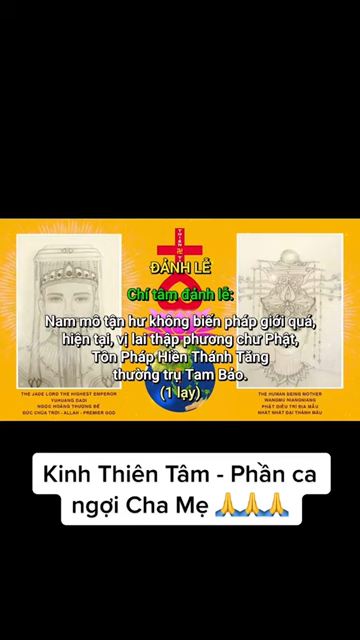 THIÊN
ĐẢNH LỄ
Chí tâm đảnh lễ:
Nam mô tận hư không biến pháp giới quá,
hiện tại, vị lai thập phương chư Phật,
Tôn Pháp Hiền Thánh Tăng
thường trụ Tam Bảo.
(1 lạy)
THE JADE LORD THE HIGHEST EMPEROR
YUHUANG DADI
NGỌC HOÀNG THƯỢNG ĐẾ
ĐỨC CHÚA TRỜI - ALLAH - PREMIER GOD
THE HUMAN BEING MOTHER
WANGMU NIANGNIANG
PHẬT DIÊU TRÌ ĐỊA MẪU
NHẤT NHẤT ĐẠI THÁNH MẪU
Kinh Thiên Tâm - Phần ca
ngợi Cha Mẹ 🙏🙏🙏